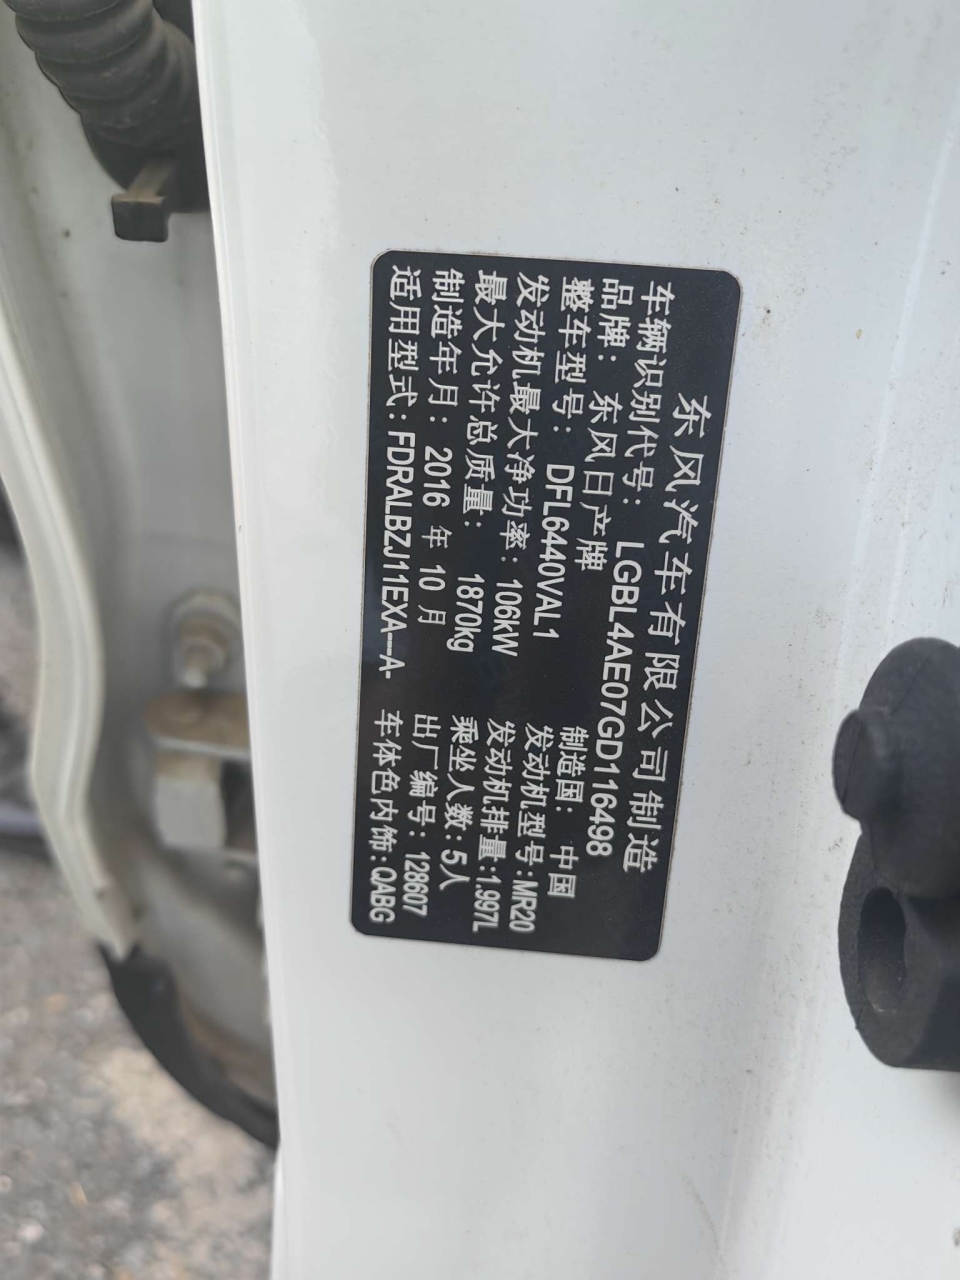 东风汽车有限公司制造
车辆识别代号: LGBL4AE07GD116498
品牌: 东风日产牌 制造国: 中国
整车型号: DFL6440VAL1 发动机型号:MR20
发动机最大净功率: 106kW 发动机排量:1.997L
最大允许总质量: 1870kg 乘坐人数:5人
制造年月: 2016 年 10 月 出厂编号: 128607
适用型式: FDRALBZJ11EXA—A- 车体色内饰:QABG